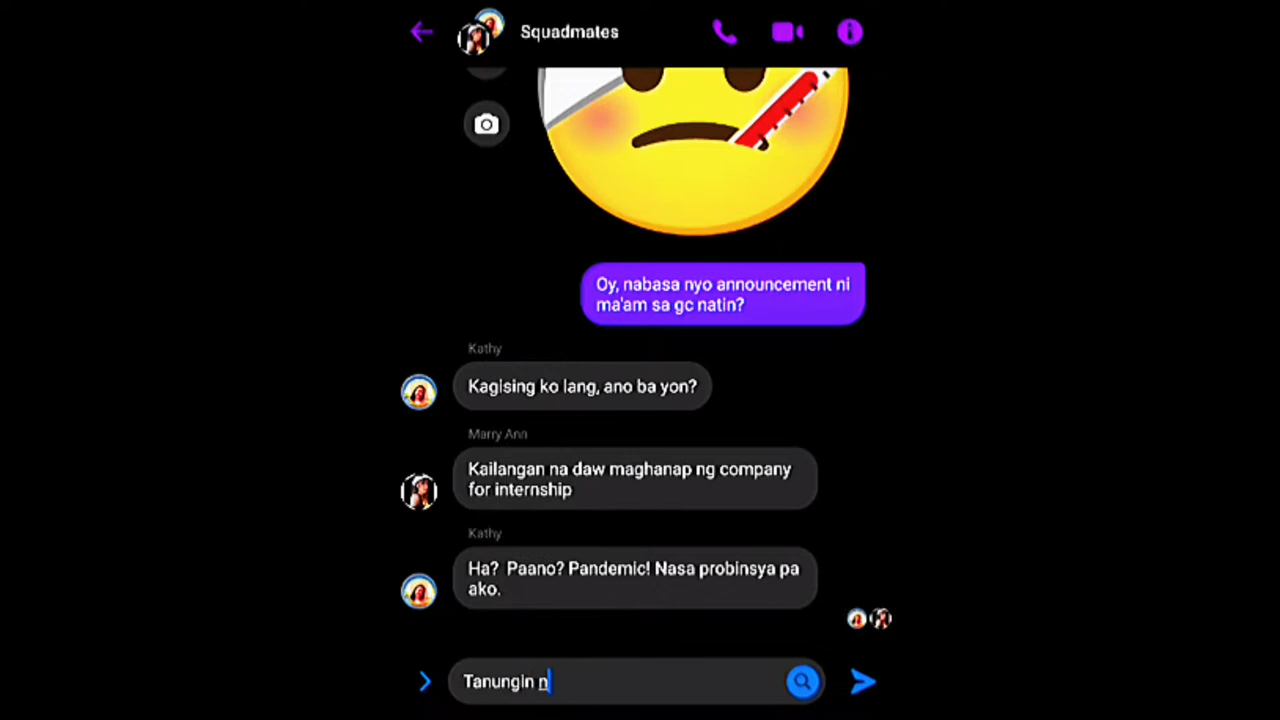 Squadmates
Oy, nabasa nyo announcement ni
ma'am sa gc natin?
Kathy
Kagising ko lang, ano ba yon?
Marry Ann
Kailangan na daw maghanap ng company
for internship
Kathy
Ha?  Paano? Pandemic! Nasa probinsya pa
ako.
Tanungin n